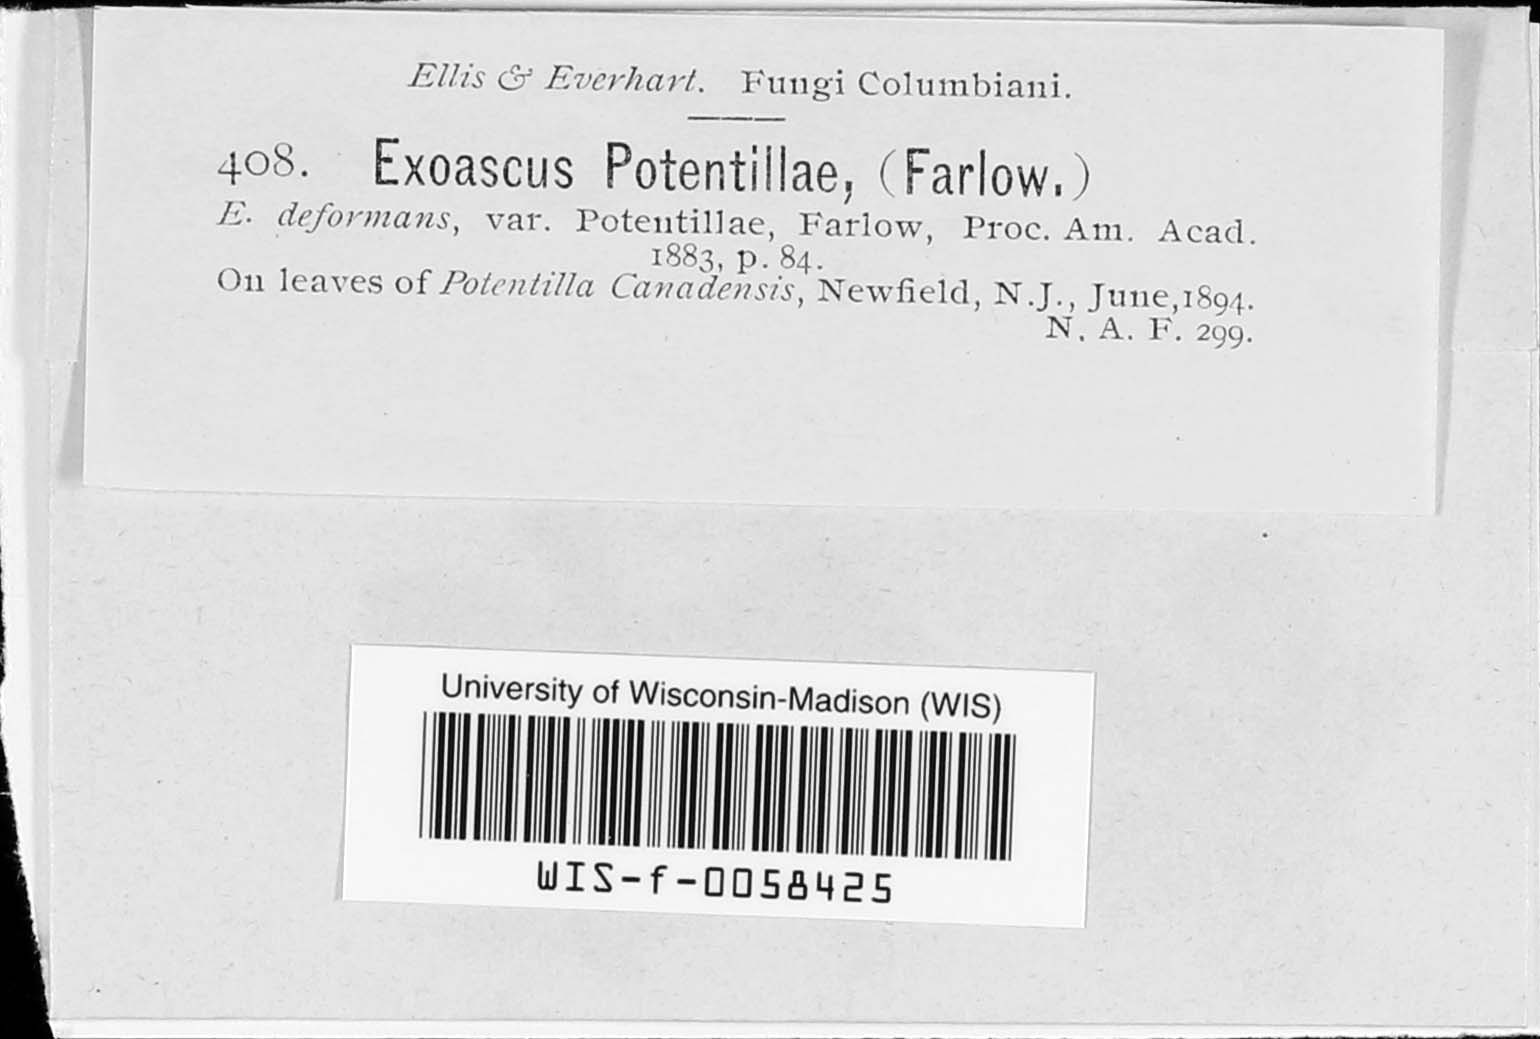 Ellis & Everhart. Fungi Columbiani.
408. Exoascus Potentillae, (Farlow.)
E. deformans, var. Potentillae, Farlow, Proc. Am. Acad.
1883, p. 84.
On leaves of Potentilla Canadensis, Newfield, N.J., June, 1894.
N. A. F. 299.
University of Wisconsin-Madison (WIS)
WIS-f-0058425